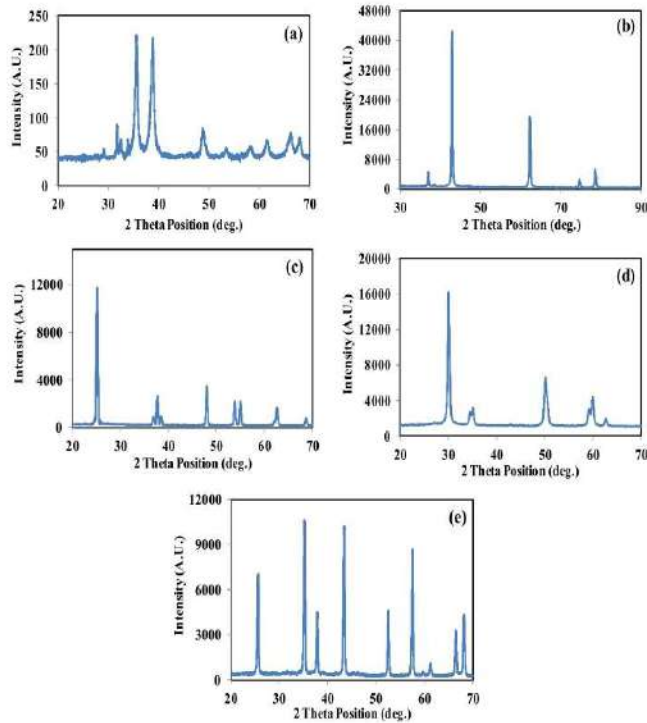 (a)
Intensity (A.U.)
250
200
150
100
50
0
20 30 40 50 60 70
2 Theta Position (deg.)
(b)
Intensity (A.U.)
48000
40000
32000
24000
16000
8000
0
30 40 50 60 70 80 90
2 Theta Position (deg.)
(c)
Intensity (A.U.)
12000
8000
4000
0
20 30 40 50 60 70
2 Theta Position (deg.)
(d)
Intensity (A.U.)
20000
16000
12000
8000
4000
0
20 30 40 50 60 70
2 Theta Position (deg.)
(e)
Intensity (A.U.)
12000
9000
6000
3000
0
20 30 40 50 60 70
2 Theta Position (deg.)